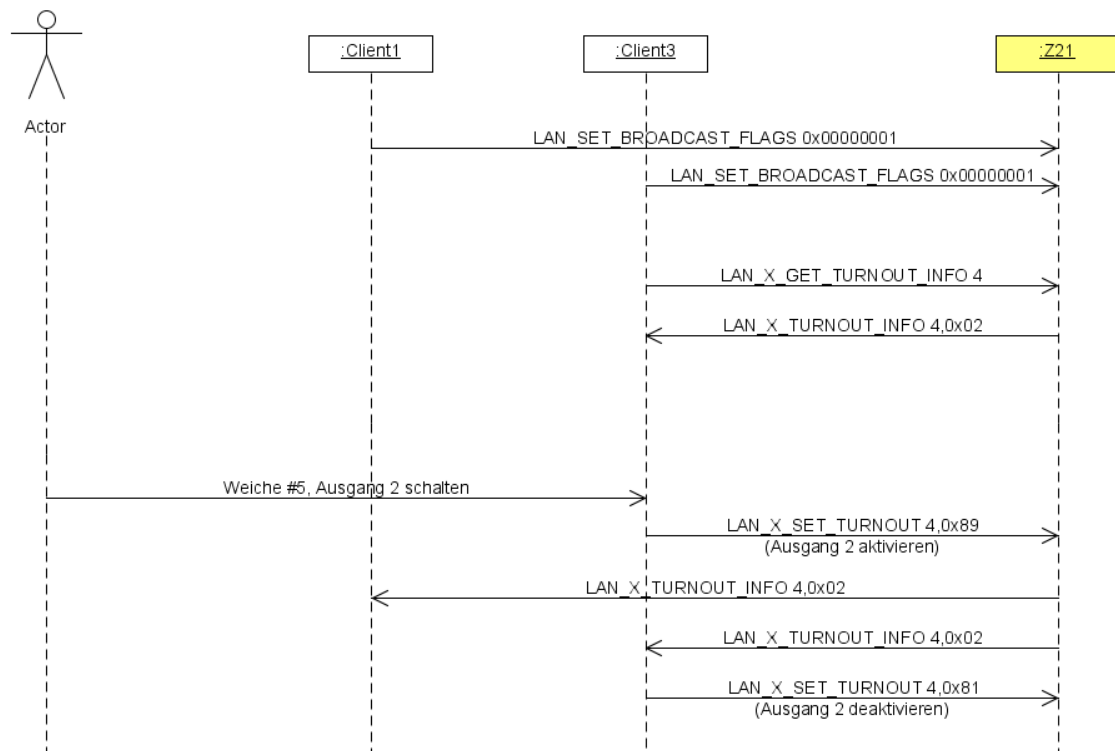 :Client1
:Client3
:Z21
Actor
LAN_SET_BROADCAST_FLAGS 0x00000001
LAN_SET_BROADCAST_FLAGS 0x00000001
LAN_X_GET_TURNOUT_INFO 4
LAN_X_TURNOUT_INFO 4,0x02
Weiche #5, Ausgang 2 schalten
LAN_X_SET_TURNOUT 4,0x89
(Ausgang 2 aktivieren)
LAN_X_TURNOUT_INFO 4,0x02
LAN_X_TURNOUT_INFO 4,0x02
LAN_X_SET_TURNOUT 4,0x81
(Ausgang 2 deaktivieren)